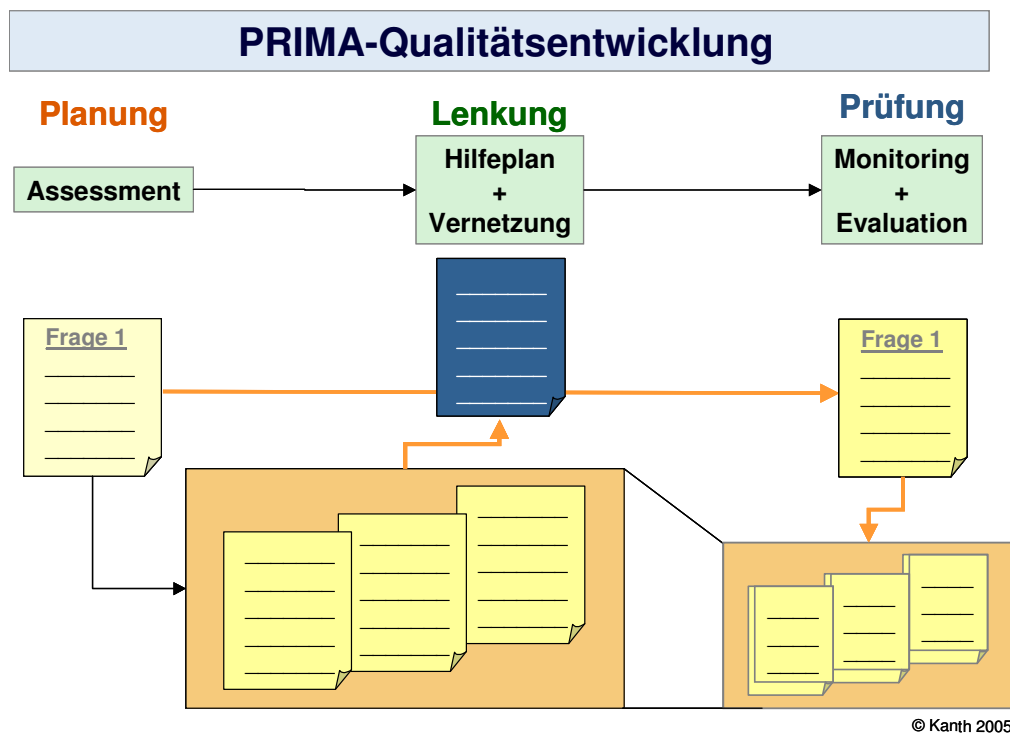 PRIMA-Qualitätsentwicklung
Planung
Lenkung
Prüfung
Assessment
Hilfeplan
+
Vernetzung
Monitoring
+
Evaluation
Frage 1
Frage 1
© Kanth 2005